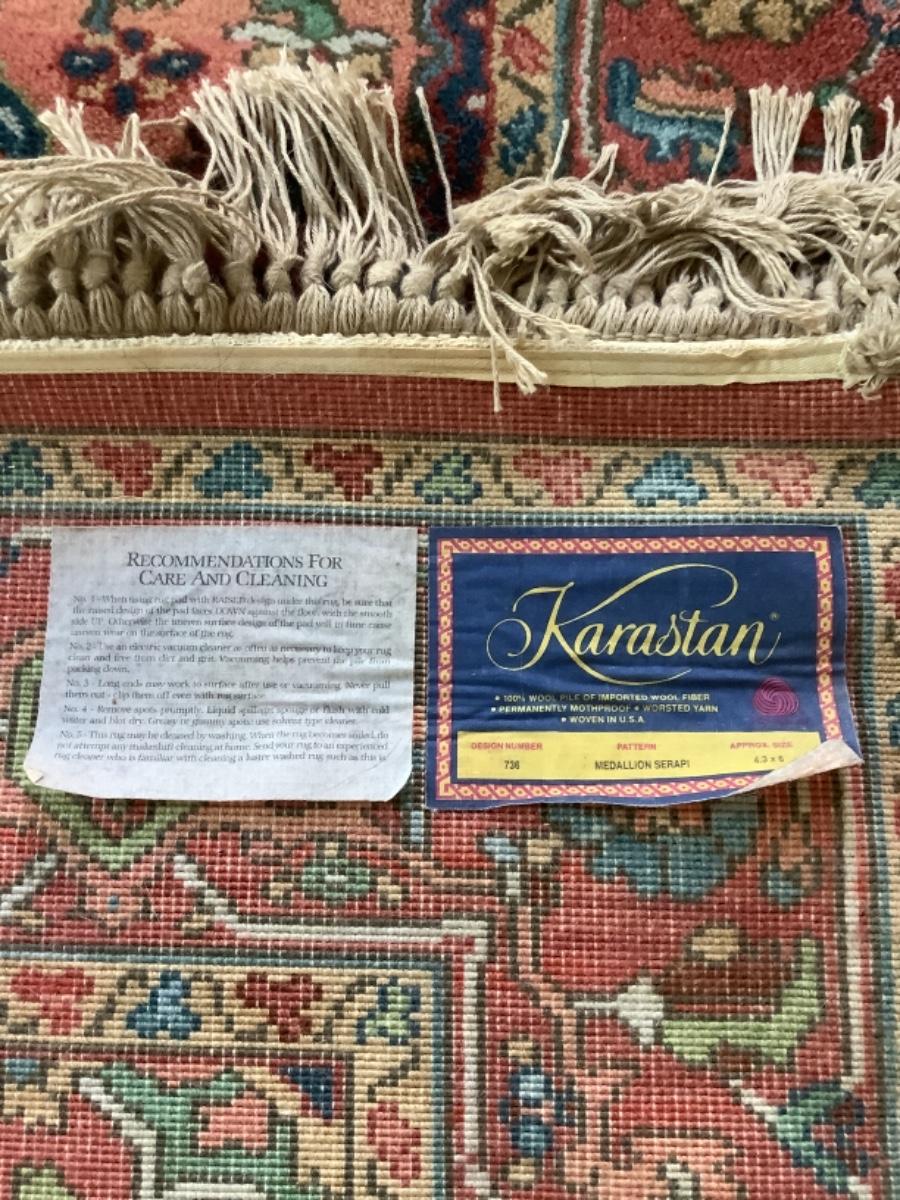 RECOMMENDATIONS FOR
CARE AND CLEANING
No. 1 - When using rug pad with RAISED design under this rug, be sure that
the raised design of the pad faces DOWN against the floor, with the smooth
side UP. Otherwise the uneven surface design of the pad will in time cause
uneven wear on the surface of the rug.
No. 2 - Use an electric vacuum cleaner as often as necessary to keep your rug
clean and free from dirt and grit. Vacuuming helps prevent the pile from
packing down.
No. 3 - Long ends may work to surface after use or vacuuming. Never pull
them out - clip them off even with rug surface.
No. 4 - Remove spots promptly. Liquid spillage: sponge or flush with cold
water and blot dry. Greasy or gummy spots: use solvent type cleaner.
No. 5 - This rug may be cleaned by washing. When the rug becomes soiled, do
not attempt any makeshift cleaning at home. Send your rug to an experienced
rug cleaner who is familiar with cleaning a luster washed rug such as this is.
Karastan®
• 100% WOOL PILE OF IMPORTED WOOL FIBER
• PERMANENTLY MOTHPROOF • WORSTED YARN
• WOVEN IN U.S.A.
DESIGN NUMBER PATTERN APPROX. SIZE
736 MEDALLION SERAPI 4.3 x 6